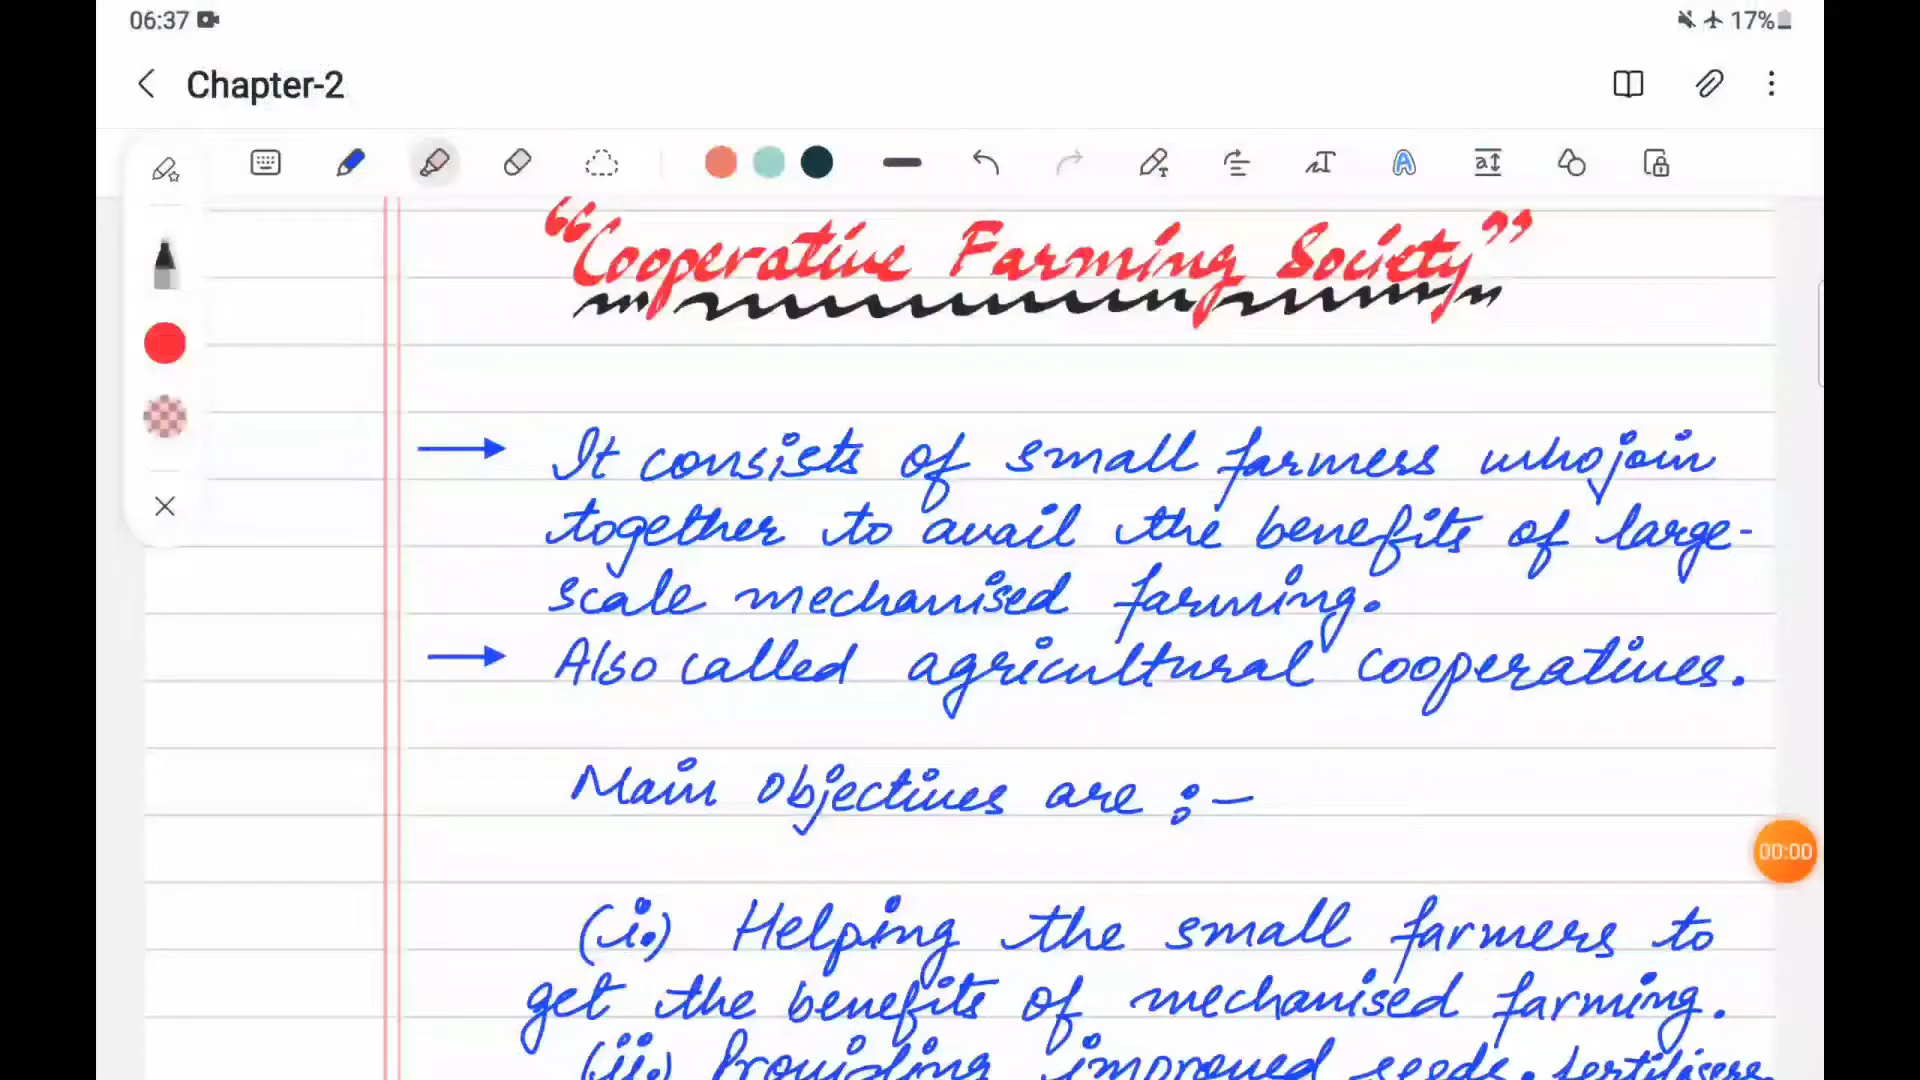 06:37
17%
Chapter-2
"Cooperative Farming Society"
→ It consists of small farmers who join
together to avail the benefits of large-
scale mechanised farming.
→ Also called agricultural cooperatives.
Main Objectives are :-
(i.) Helping the small farmers to
get the benefits of mechanised farming.
(ii.) Providing improved seeds, fertilisers
00:00